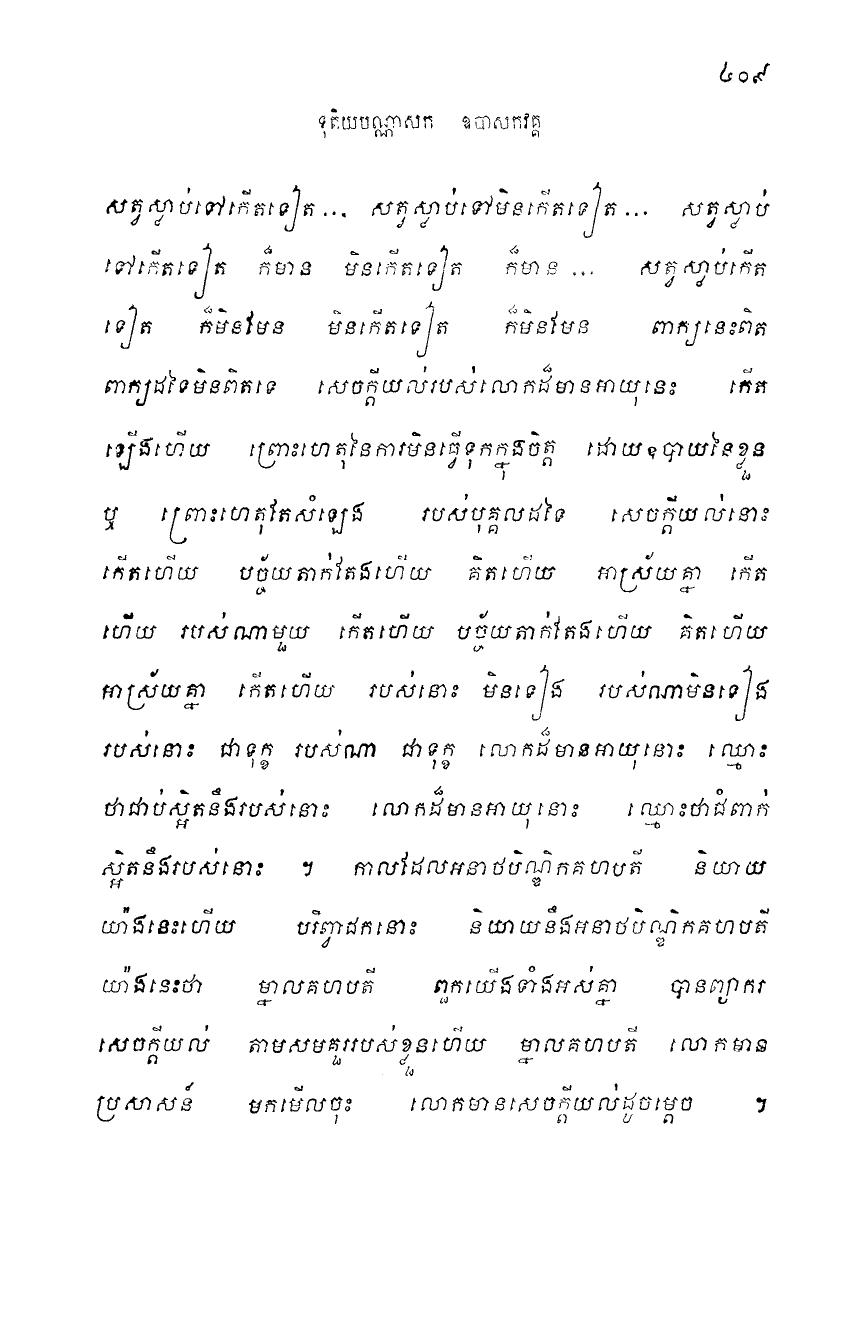 ៤០៩
ទុតិយបណ្ណាសក ឧបាសកវគ្គ
សត្វស្លាប់ទៅកើតទៀត ... សត្វស្លាប់ទៅមិនកើតទៀត ... សត្វស្លាប់
ទៅកើតទៀត ក៏មាន មិនកើតទៀត ក៏មាន ... សត្វស្លាប់កើត
ទៀត ក៏មិនមែន មិនកើតទៀត ក៏មិនមែន ពាក្យនេះពិត
ពាក្យដទៃមិនពិតទេ សេចក្តីយល់របស់លោកដ៏មានអាយុនេះ កើត
ឡើងហើយ ព្រោះហេតុនៃការមិនធ្វើទុកក្នុងចិត្ត ដោយឧបាយនៃខ្លួន
ឬ ព្រោះហេតុតែសំឡេង របស់បុគ្គលដទៃ សេចក្តីយល់នោះ
កើតហើយ បច្ច័យតាក់តែងហើយ គិតហើយ អាស្រ័យគ្នា កើត
ហើយ របស់ណាមួយ កើតហើយ បច្ច័យតាក់តែងហើយ គិតហើយ
អាស្រ័យគ្នា កើតហើយ របស់នោះ មិនទៀង របស់ណាមិនទៀង
របស់នោះ ជាទុក្ខ របស់ណា ជាទុក្ខ លោកដ៏មានអាយុនោះ ឈ្មោះ
ថាជាប់ស្អិតនឹងរបស់នោះ លោកដ៏មានអាយុនោះ ឈ្មោះថាជំពាក់
ស្អិតនឹងរបស់នោះ ។ កាលដែលអនាថបិណ្ឌិកគហបតី និយាយ
យ៉ាងនេះហើយ បរិព្វាជកនោះ និយាយនឹងអនាថបិណ្ឌិកគហបតី
យ៉ាងនេះថា ម្នាលគហបតី ពួកយើងទាំងអស់គ្នា បានព្យាករ
សេចក្តីយល់ តាមសមគួររបស់ខ្លួនហើយ ម្នាលគហបតី លោកមាន
ប្រសាសន៍ មកមើលចុះ លោកមានសេចក្តីយល់ដូចម្តេច ។